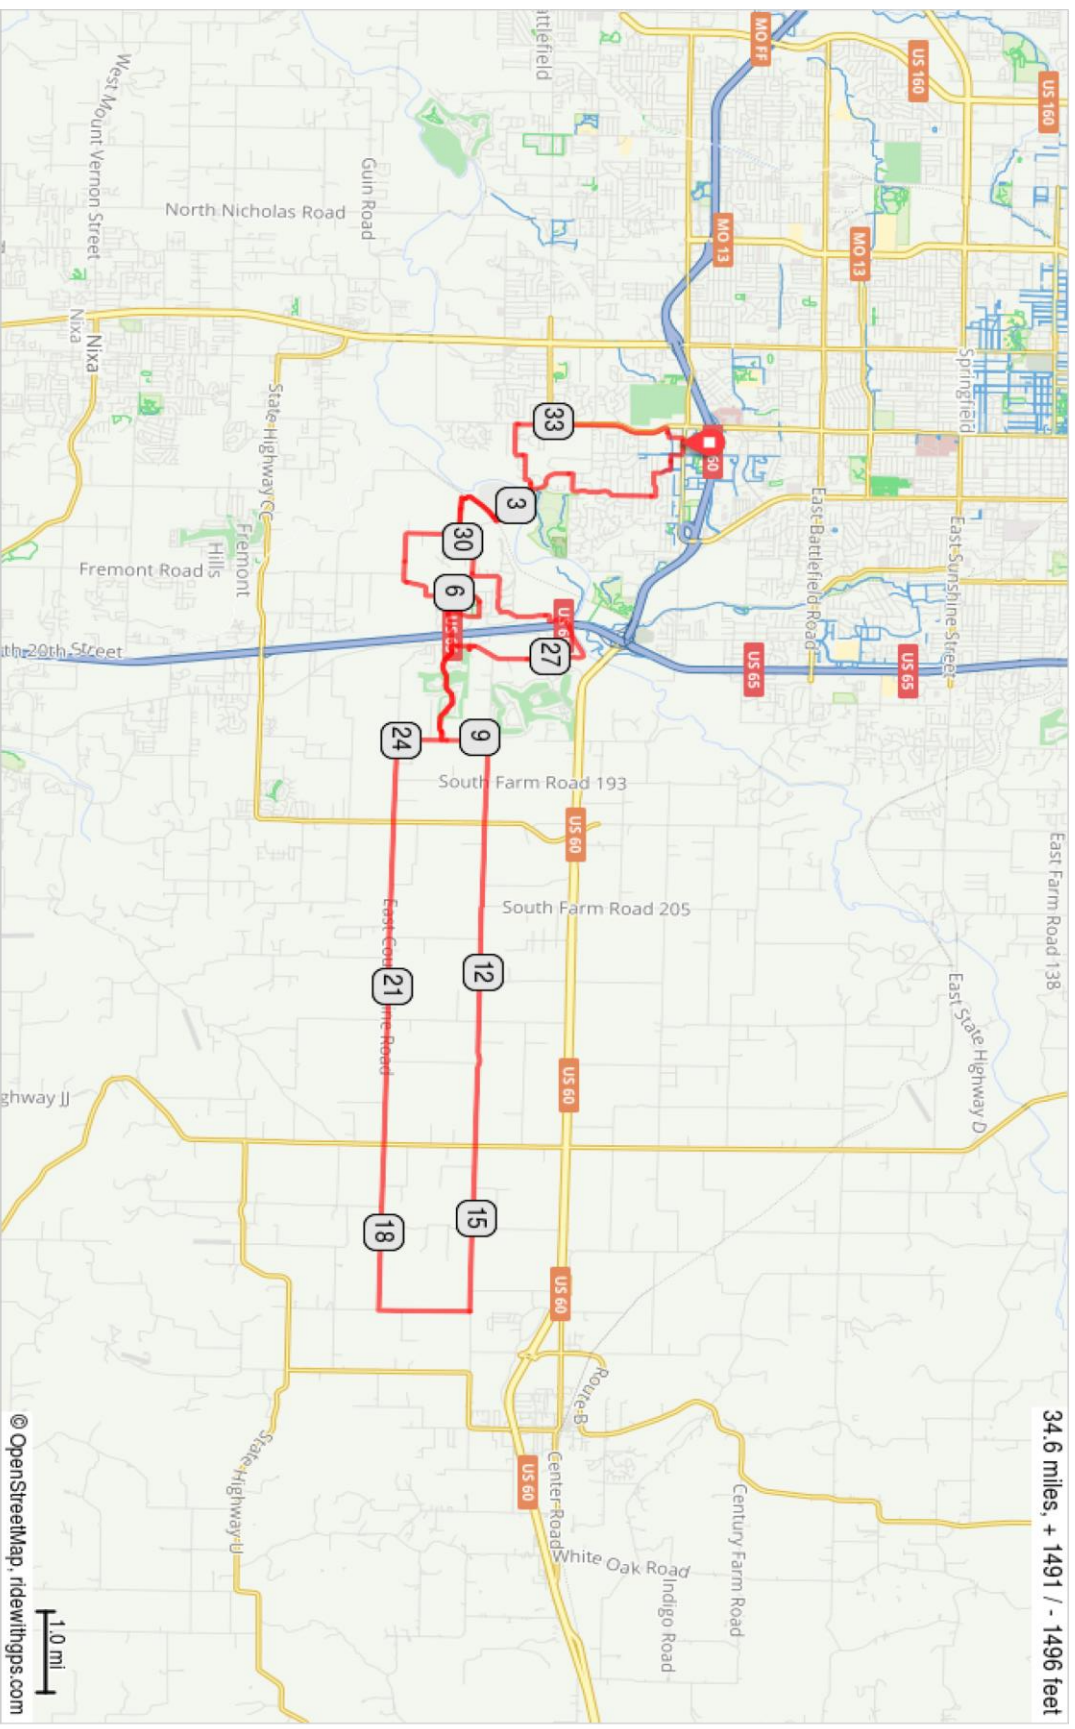 34.6 miles, + 1491 / - 1496 feet
MO FF
US 160
US 160
MO 13
MO 13
Springfield
60
East Battlefield Road
East Sunshine Street
US 65
US 65
attlefield
West Mount Vernon Street
Guin Road
North Nicholas Road
Nixa
Nixa
State Highway CC
Fremont
Hills
Fremont Road
th 20th Street
33
3
30
6
US 65
US 6
27
9
24
South Farm Road 193
US 60
East Farm Road 138
South Farm Road 205
12
21
East Cou
ine Road
East State Highway D
US 60
ghway JJ
15
18
US 60
Route B
US 60
Center Road
White Oak Road
Indigo Road
Century Farm Road
State Highway U
1.0 mi
© OpenStreetMap, ridewithgps.com